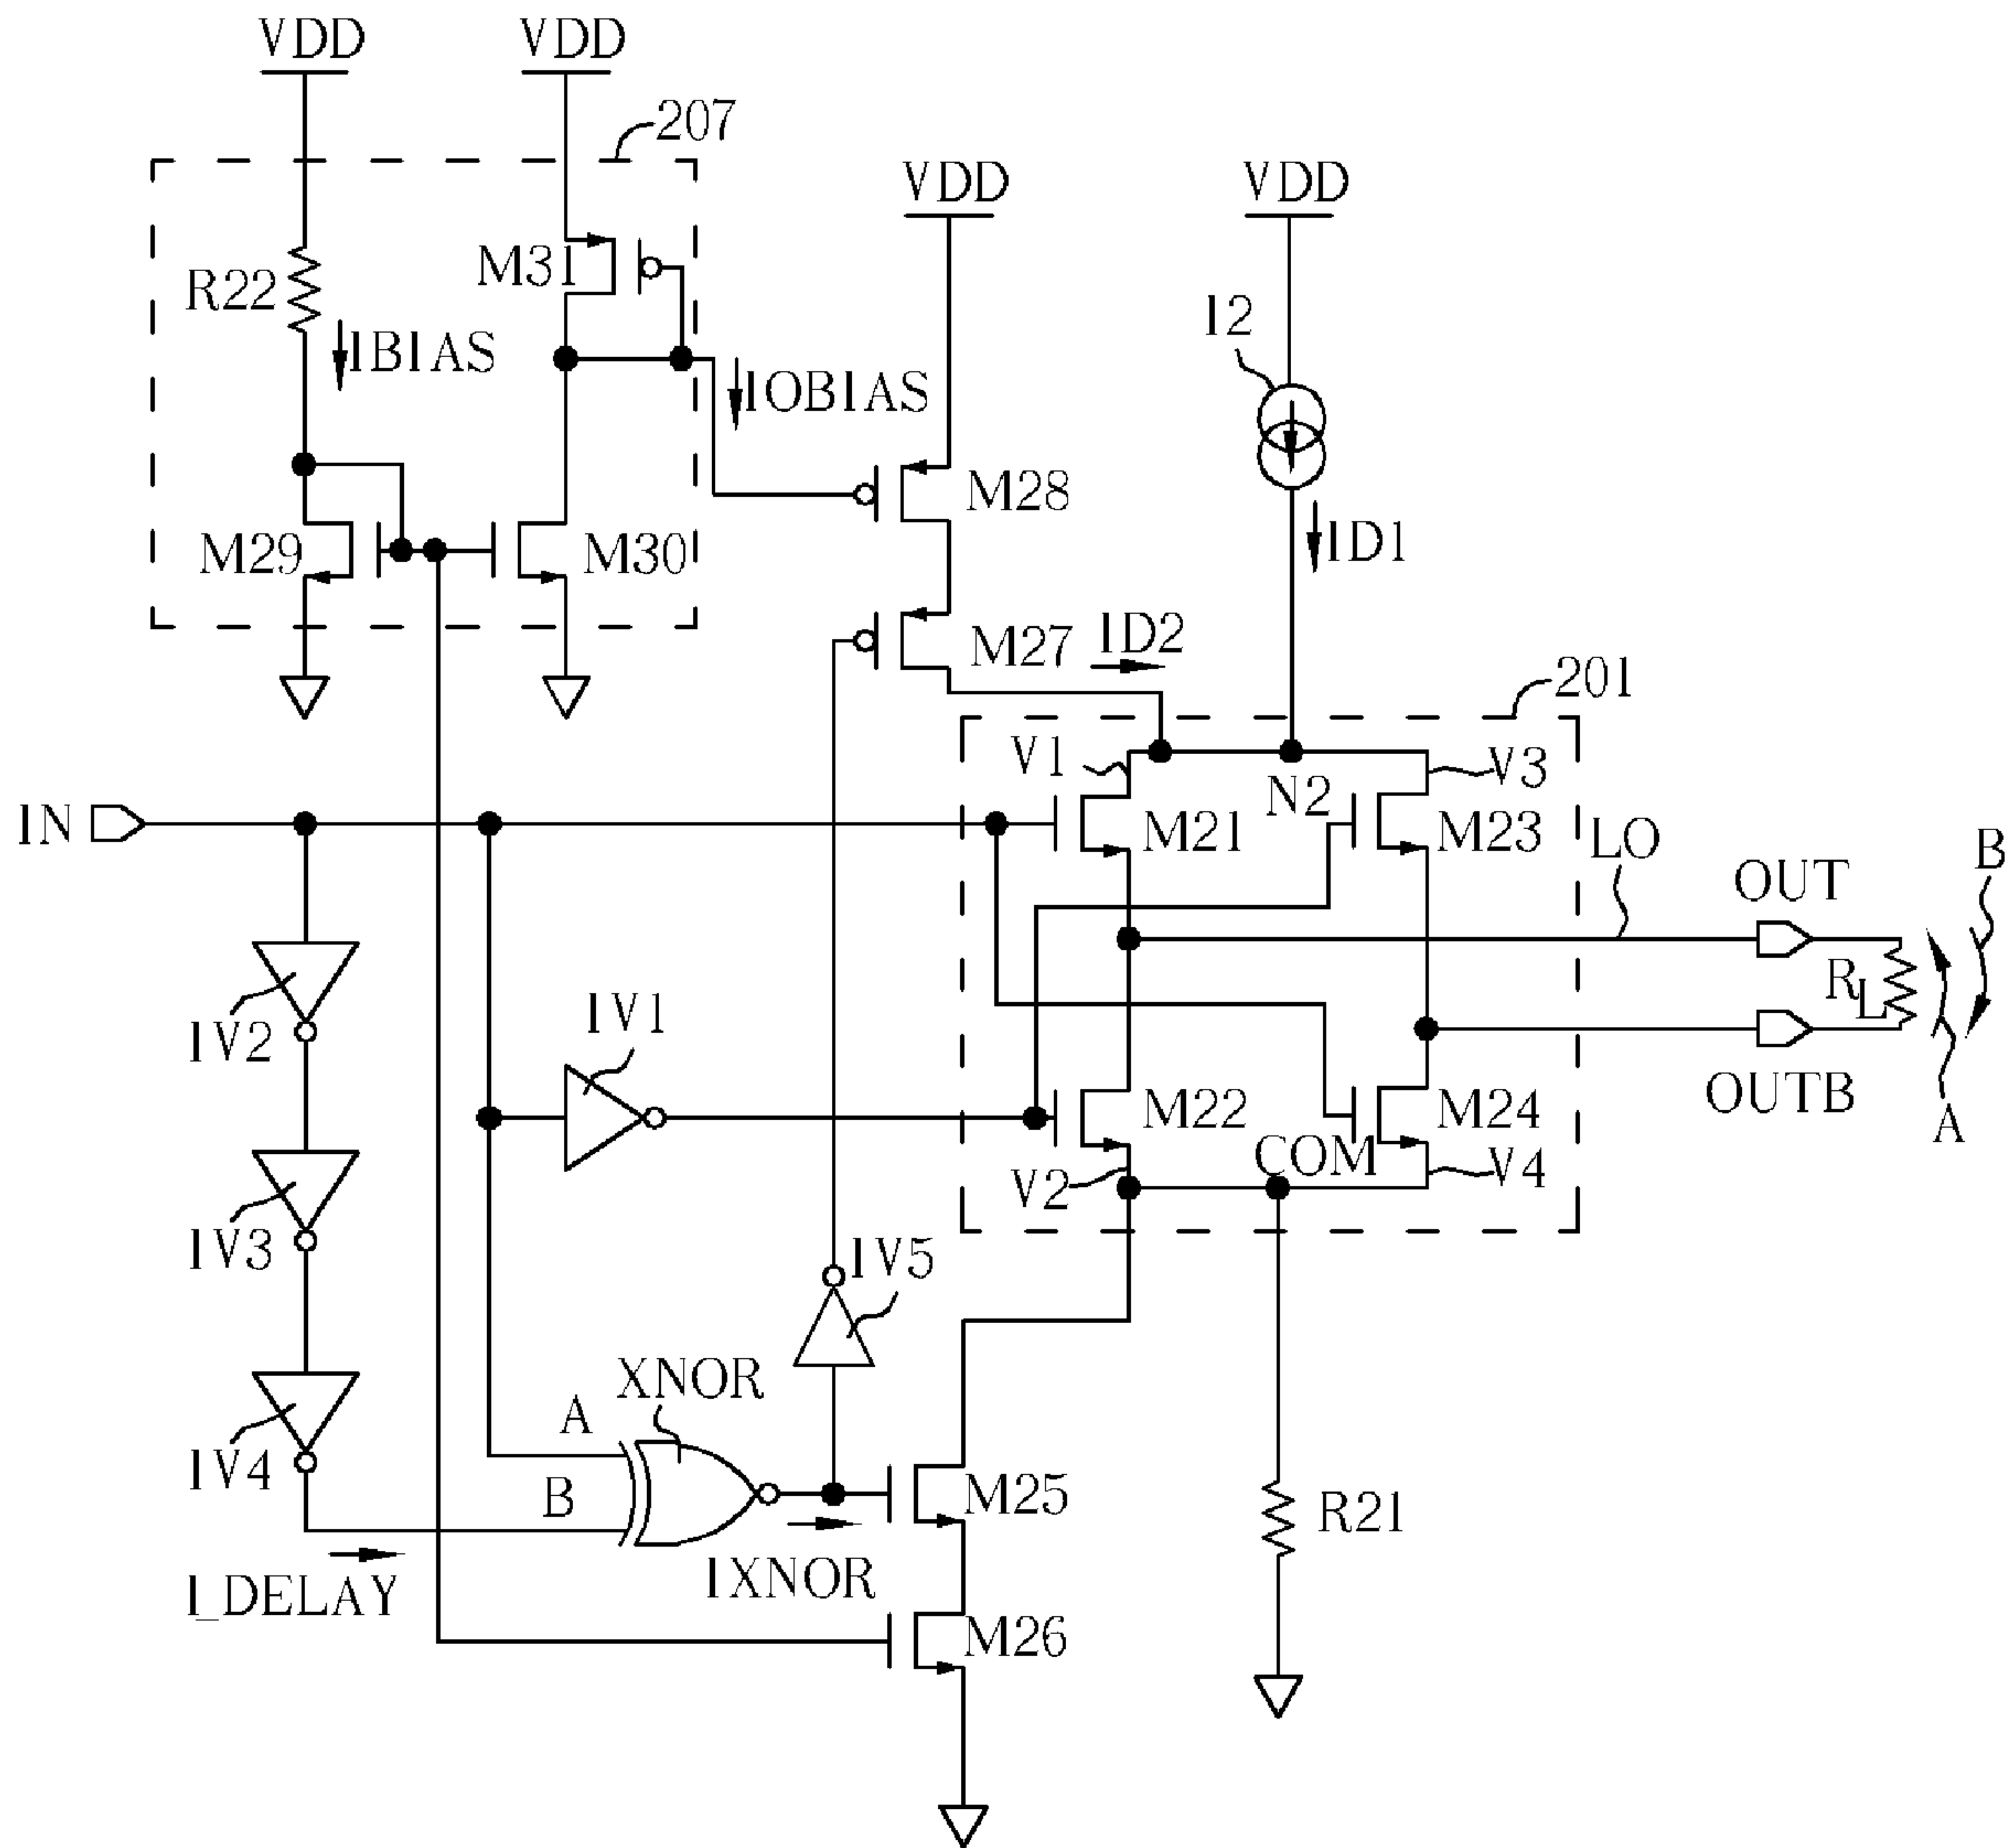 VDD
VDD
207
VDD
VDD
M31
R22
IBIAS
IOBIAS
I2
M28
ID1
M29
M30
M27
ID2
201
V1
V3
N2
IN
M21
M23
LO
OUT
B
RL
IV1
IV2
M22
M24
OUTB
A
COM
V2
V4
IV3
IV5
XNOR
A
IV4
B
M25
R21
IXNOR
I_DELAY
M26